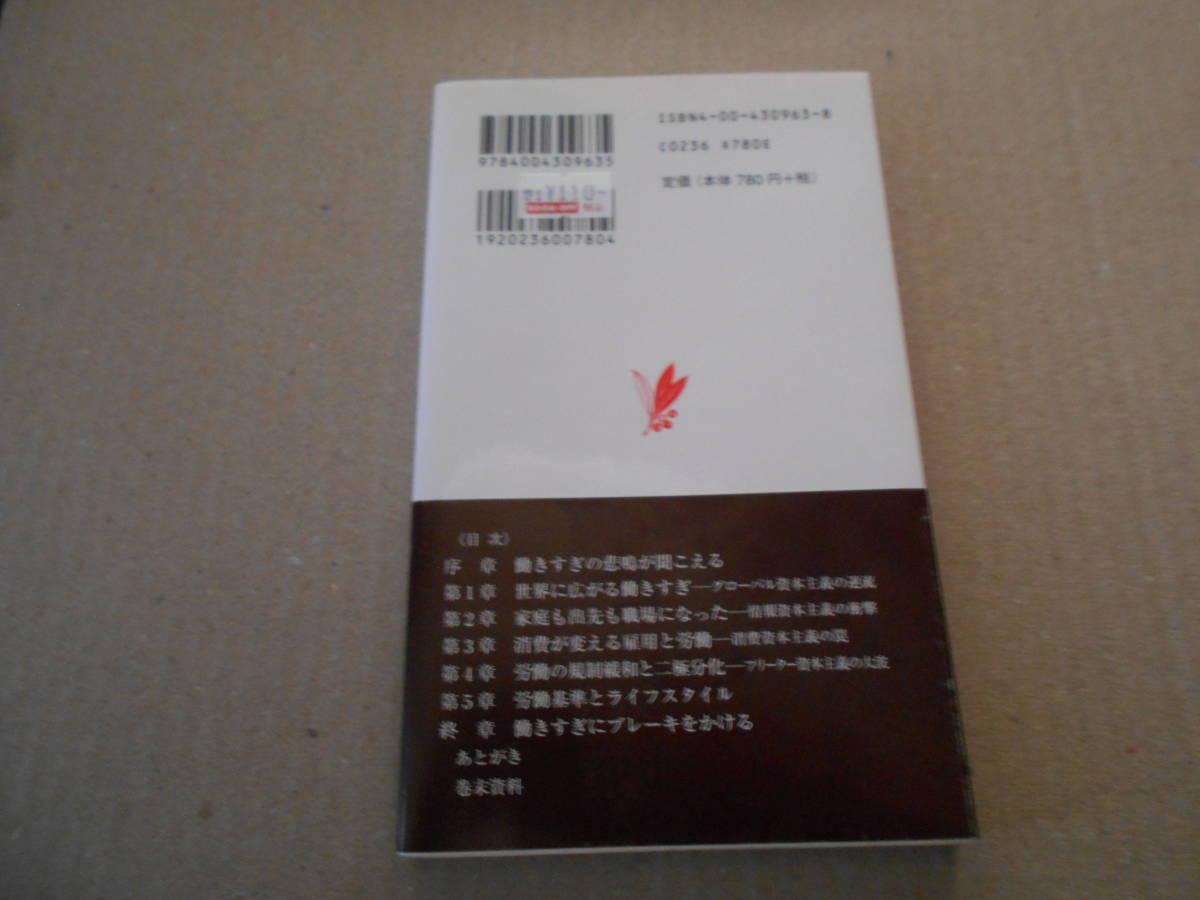 ISBN4-00-430963-8
C0236 ¥780E
定価(本体 780円+税)
9784004309635
¥110-
1920236007804
〈目 次〉
序 章 働きすぎの悲鳴が聞こえる
第1章 世界に広がる働きすぎ―グローバル資本主義の逆流
第2章 家庭も出先も職場になった―情報資本主義の衝撃
第3章 消費が変える雇用と労働―消費資本主義の罠
第4章 労働の規制緩和と二極分化―フリーター資本主義の大波
第5章 労働基準とライフスタイル
終 章 働きすぎにブレーキをかける
あとがき
巻末資料